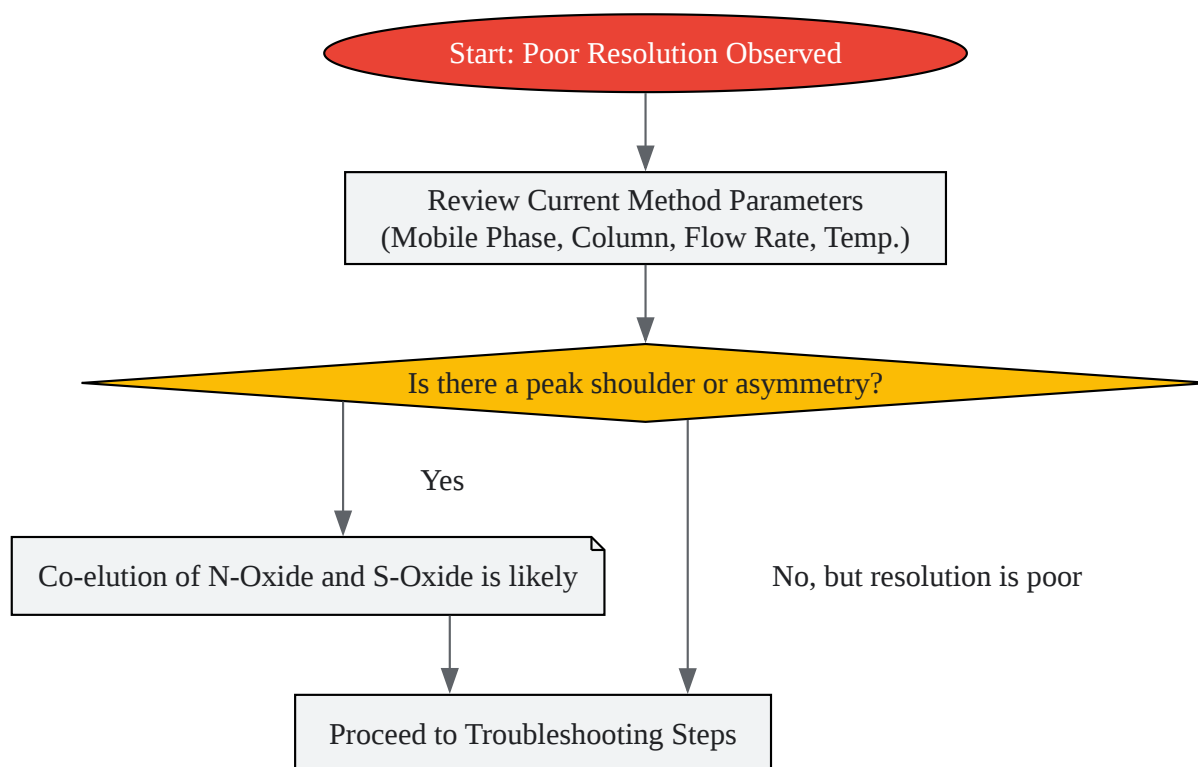 Start: Poor Resolution Observed
Review Current Method Parameters
(Mobile Phase, Column, Flow Rate, Temp.)
Is there a peak shoulder or asymmetry?
Yes
Co-elution of N-Oxide and S-Oxide is likely
No, but resolution is poor
Proceed to Troubleshooting Steps